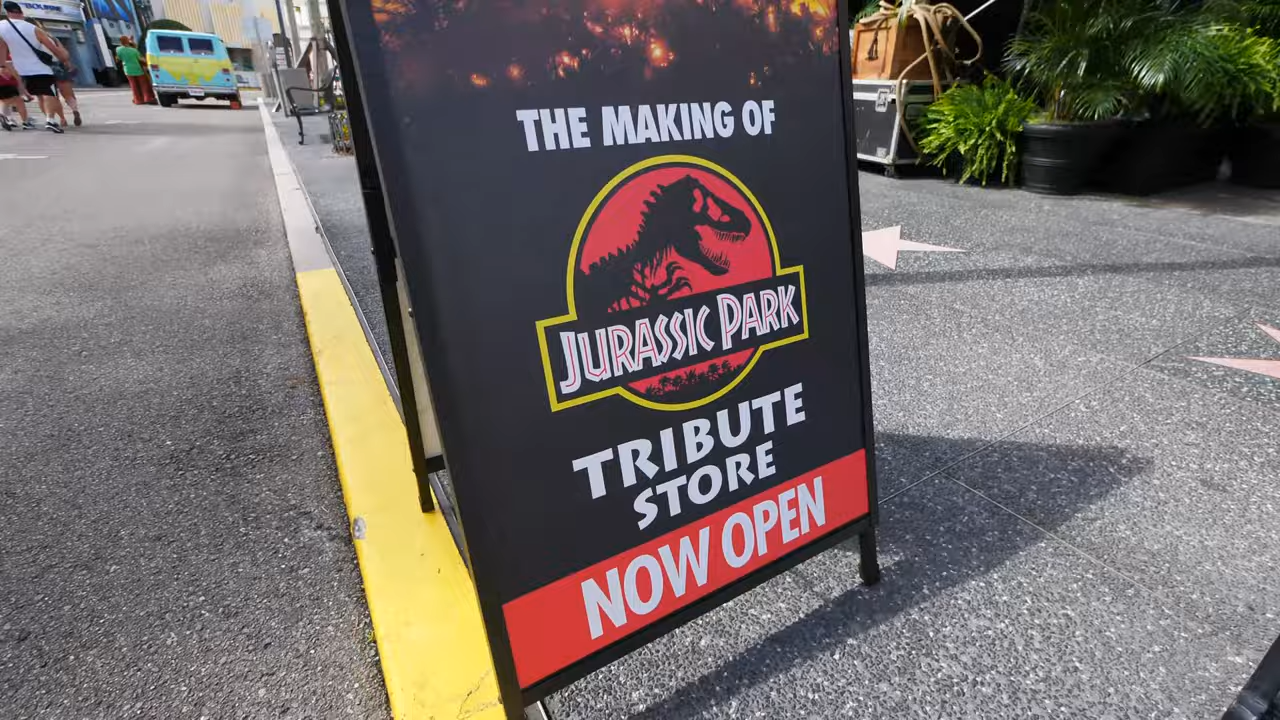 THE MAKING OF
JURASSIC PARK
TRIBUTE
STORE
NOW OPEN